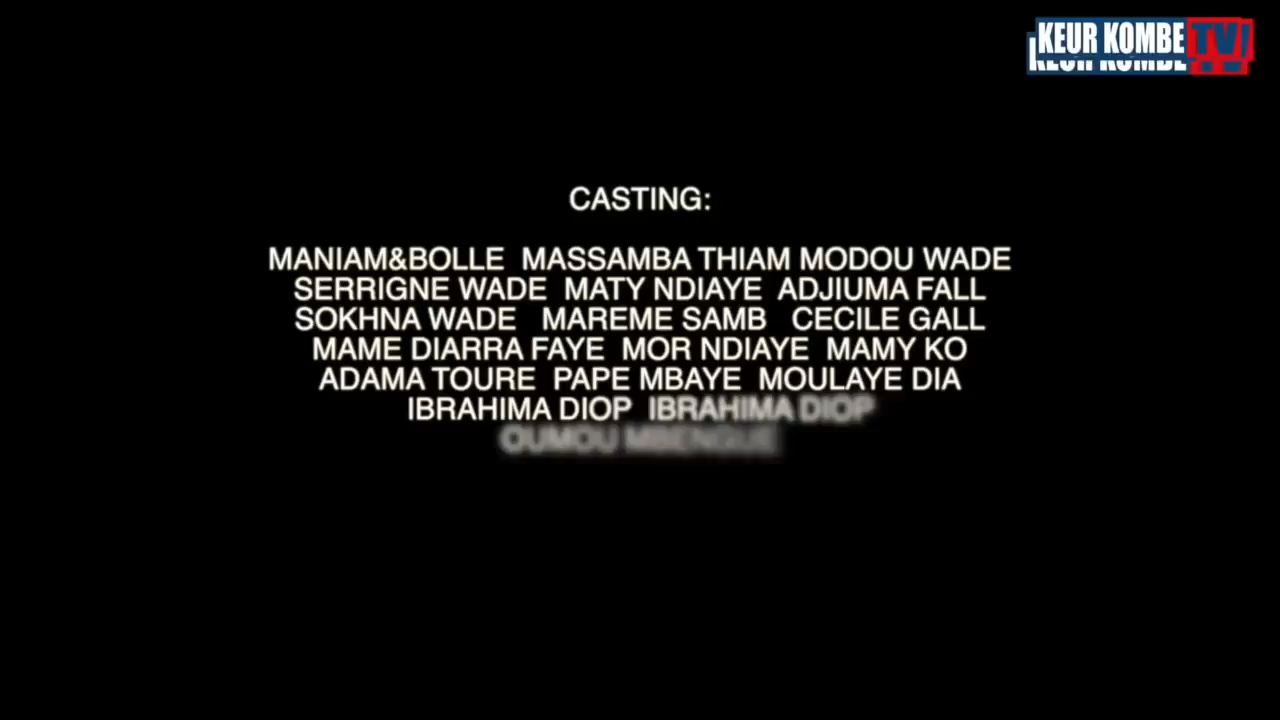 KEUR KOMBE TV!
CASTING:
MANIAM&BOLLE MASSAMBA THIAM MODOU WADE
SERRIGNE WADE MATY NDIAYE ADJIUMA FALL
SOKHNA WADE MAREME SAMB CECILE GALL
MAME DIARRA FAYE MOR NDIAYE MAMY KO
ADAMA TOURE PAPE MBAYE MOULAYE DIA
IBRAHIMA DIOP IBRAHIMA DIOP
OUMOU MBENGUE